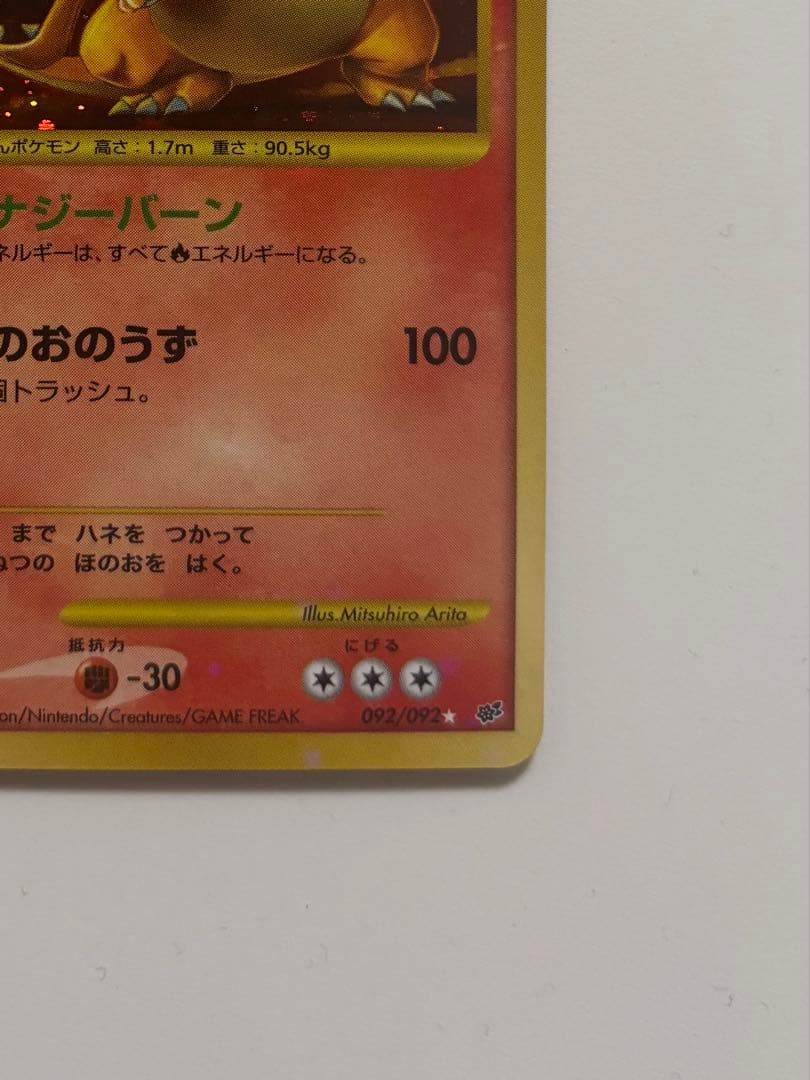 んポケモン 高さ：1.7m 重さ：90.5kg
ナジーバーン
ネルギーは、すべてエネルギーになる。
のおのうず 100
個トラッシュ。
まで ハネを つかって
ねつの ほのおを はく。
Illus.Mitsuhiro Arita
抵抗力 にげる
-30
on/Nintendo/Creatures/GAME FREAK 092/092★